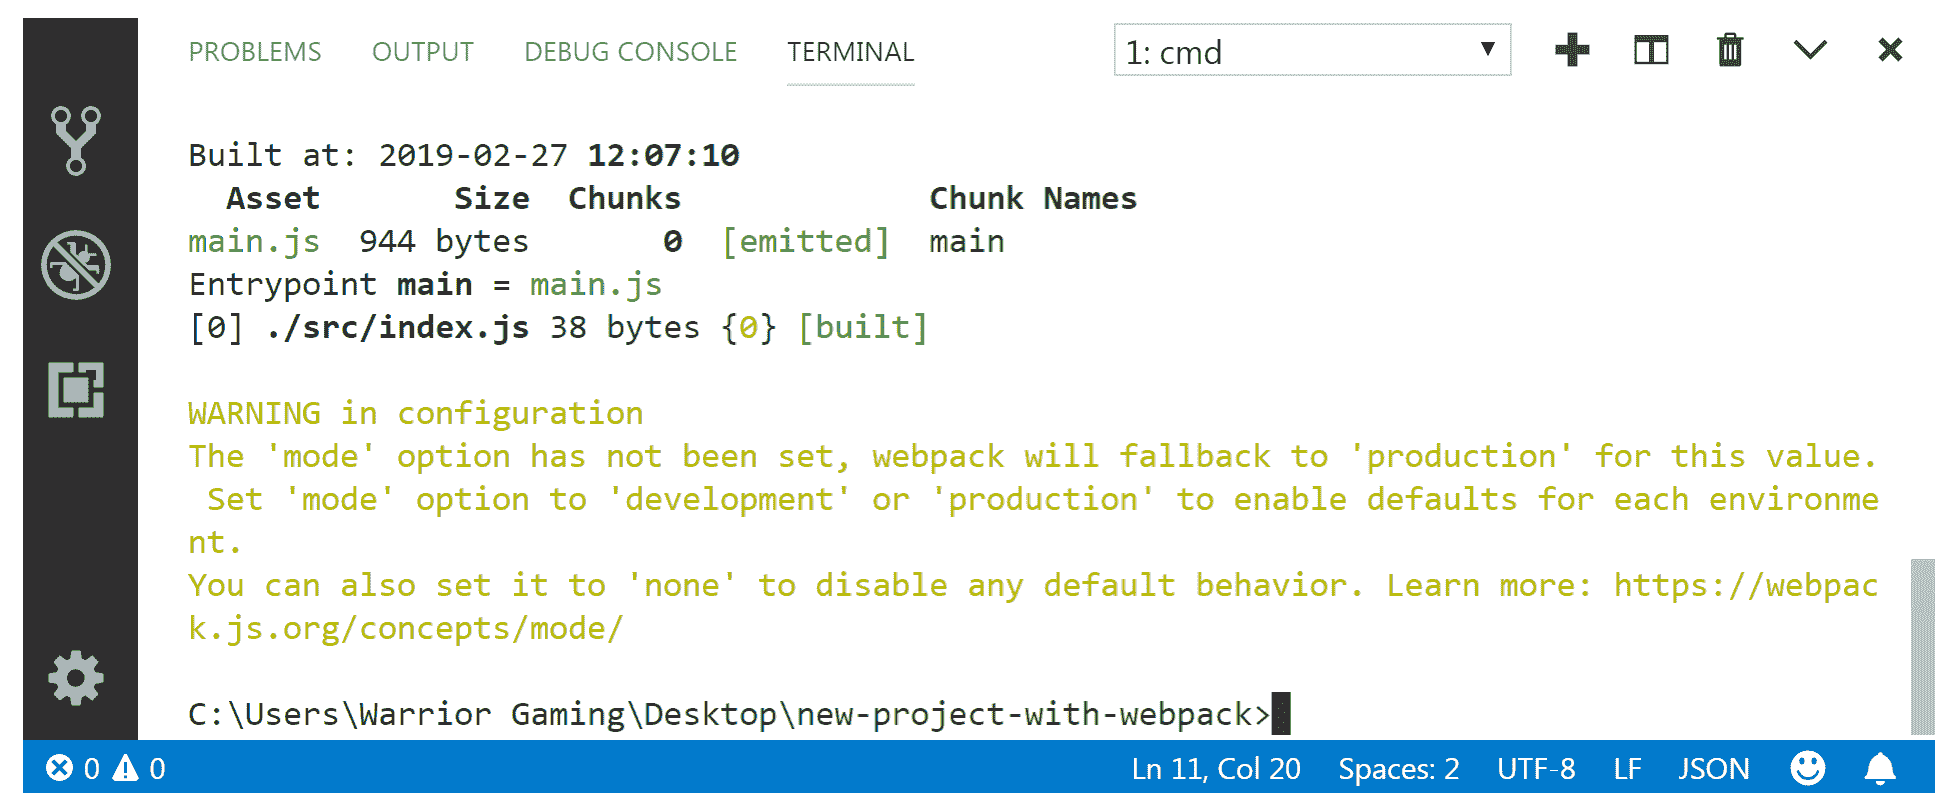 PROBLEMS OUTPUT DEBUG CONSOLE TERMINAL 1: cmd
Built at: 2019-02-27 12:07:10
Asset Size Chunks Chunk Names
main.js 944 bytes 0 [emitted] main
Entrypoint main = main.js
[0] ./src/index.js 38 bytes {0} [built]
WARNING in configuration
The 'mode' option has not been set, webpack will fallback to 'production' for this value.
Set 'mode' option to 'development' or 'production' to enable defaults for each environme
nt.
You can also set it to 'none' to disable any default behavior. Learn more: https://webpac
k.js.org/concepts/mode/
C:\Users\Warrior Gaming\Desktop\new-project-with-webpack>
0 0 Ln 11, Col 20 Spaces: 2 UTF-8 LF JSON